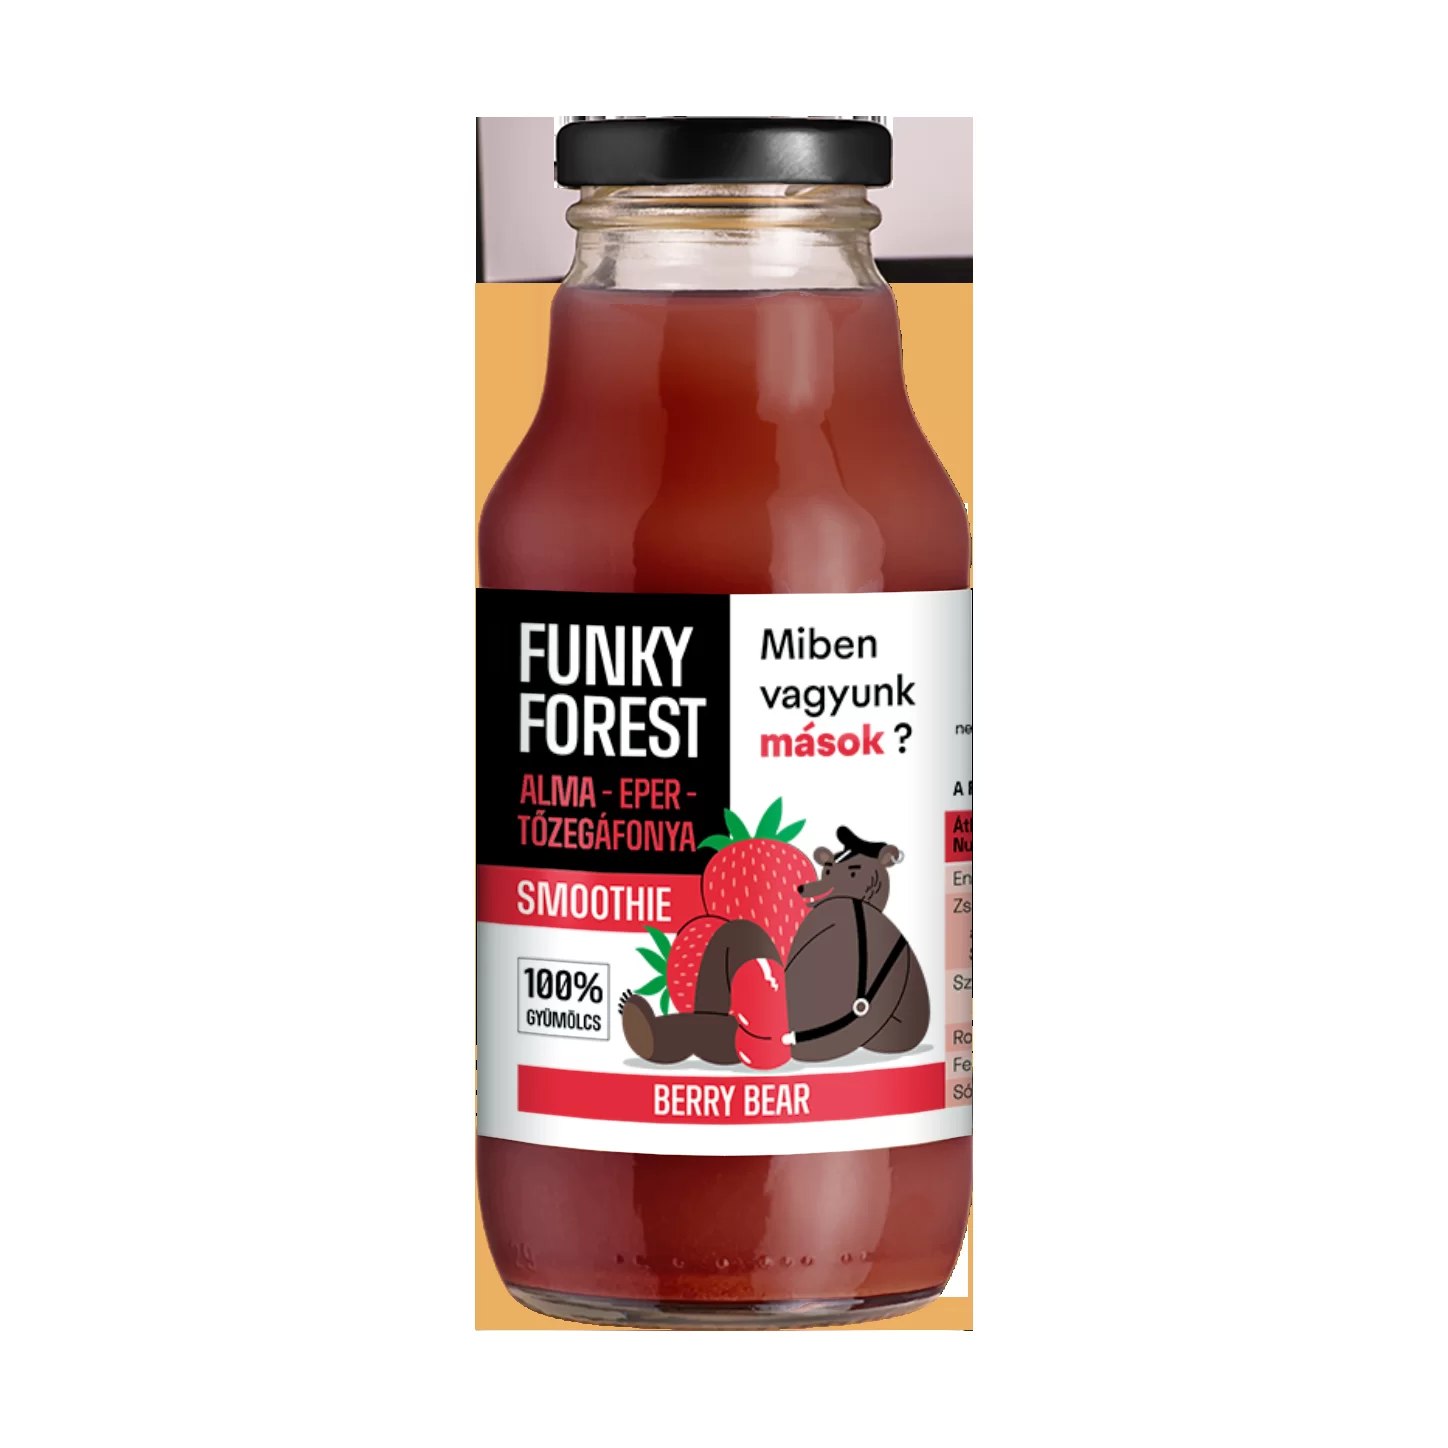 FUNKY
FOREST
ALMA - EPER -
TŐZEGÁFONYA
SMOOTHIE
100%
GYÜMÖLCS
BERRY BEAR
Miben
vagyunk
mások ?